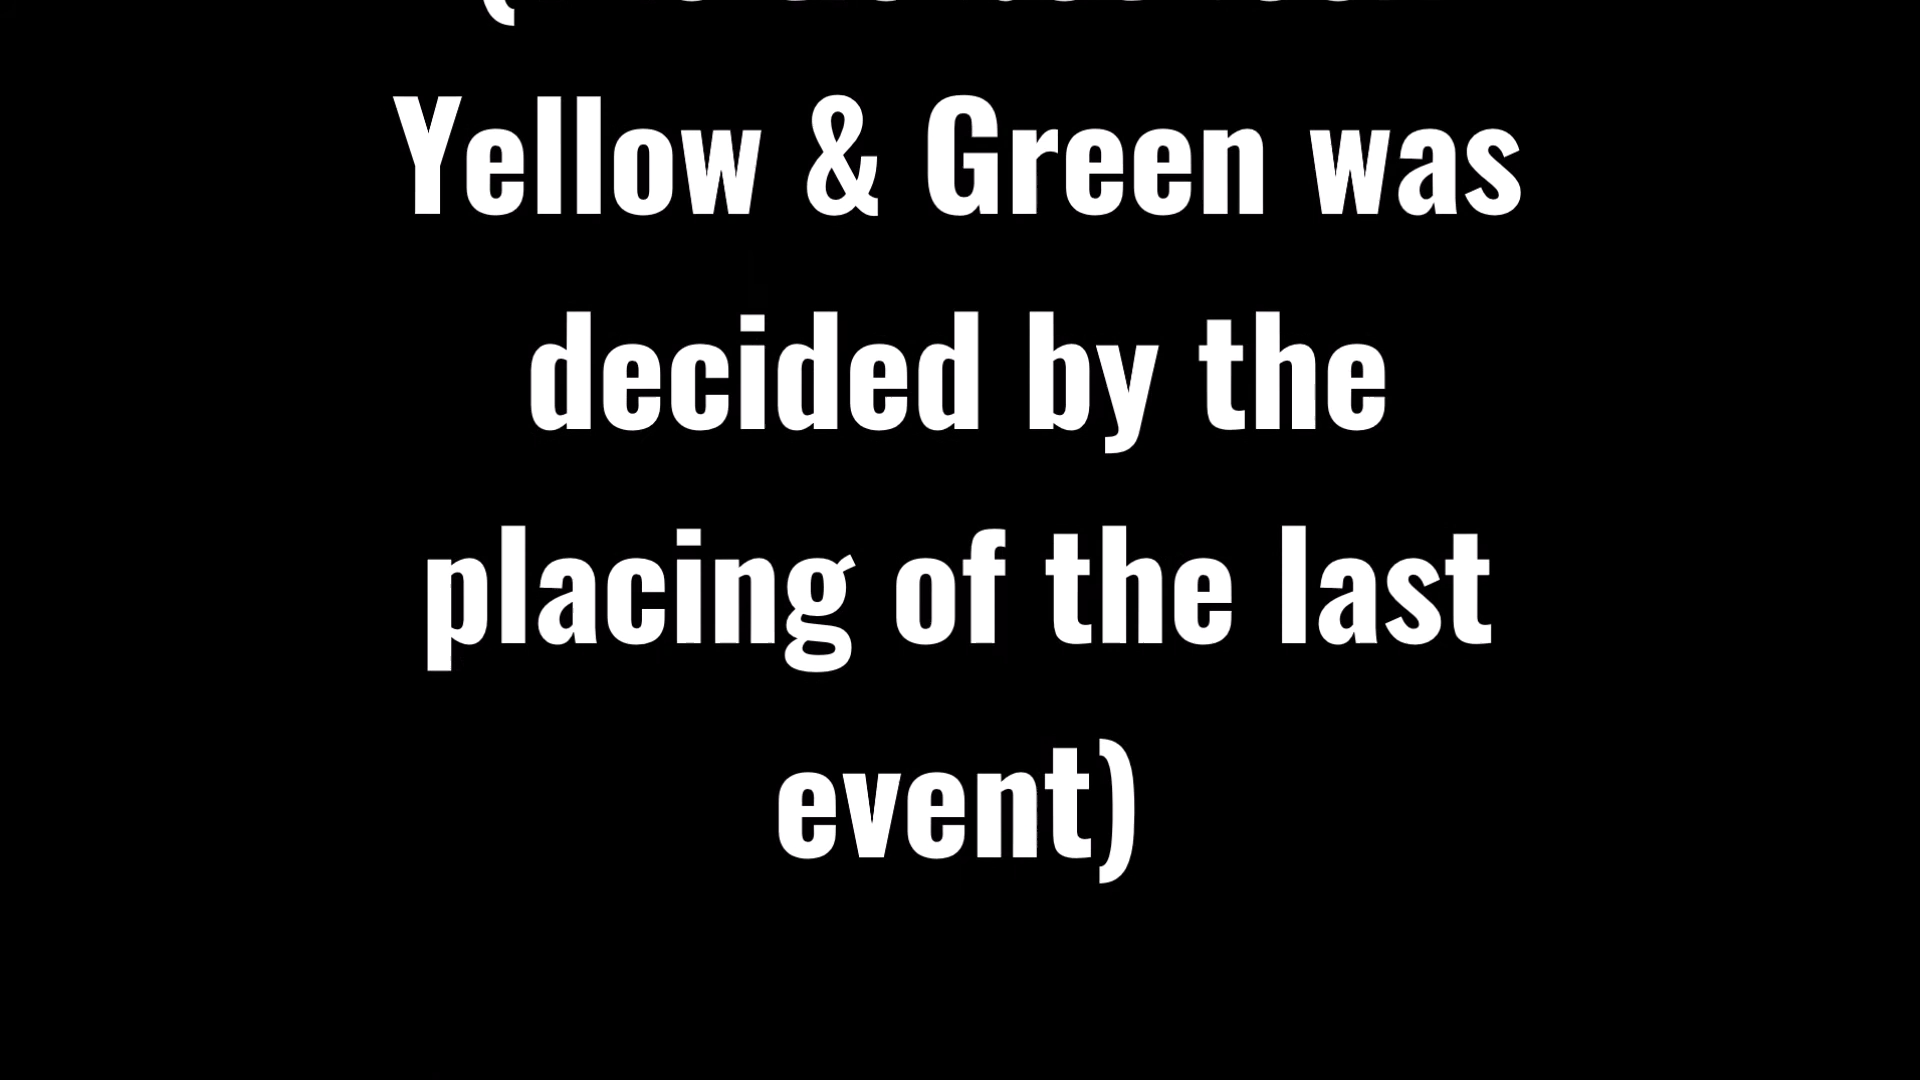 (
Yellow & Green was
decided by the
placing of the last
event)